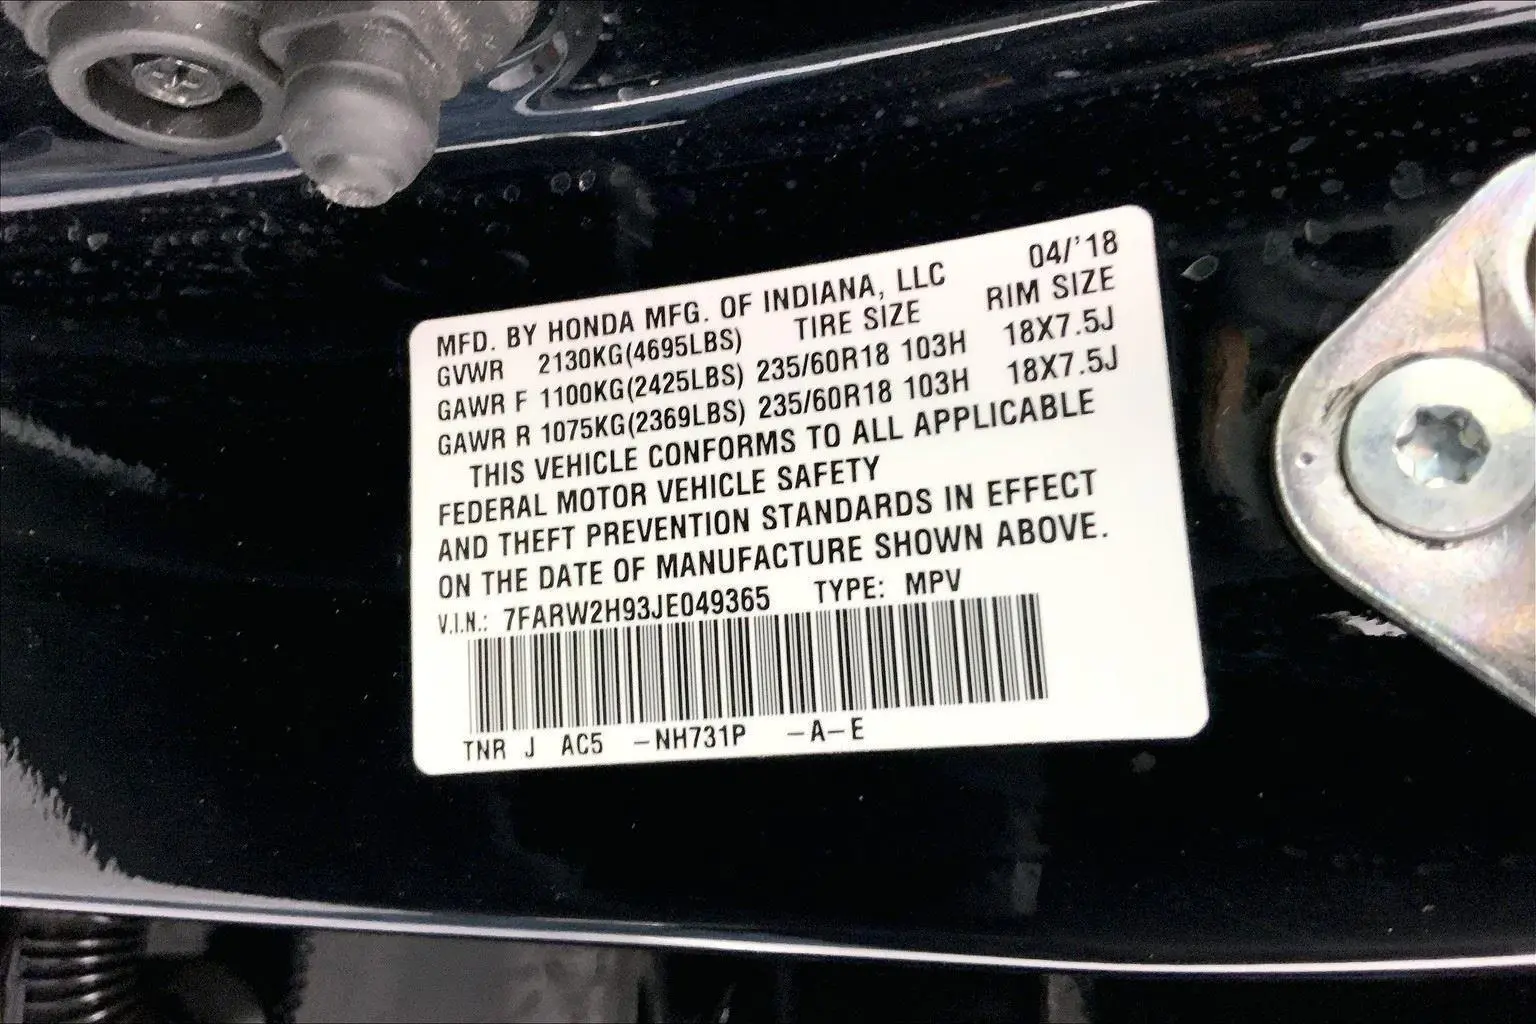 MFD. BY HONDA MFG. OF INDIANA, LLC 04/'18
GVWR 2130KG(4695LBS) TIRE SIZE RIM SIZE
GAWR F 1100KG(2425LBS) 235/60R18 103H 18X7.5J
GAWR R 1075KG(2369LBS) 235/60R18 103H 18X7.5J
THIS VEHICLE CONFORMS TO ALL APPLICABLE
FEDERAL MOTOR VEHICLE SAFETY
AND THEFT PREVENTION STANDARDS IN EFFECT
ON THE DATE OF MANUFACTURE SHOWN ABOVE.
V.I.N.: 7FARW2H93JE049365 TYPE: MPV
TNR J AC5 –NH731P –A–E